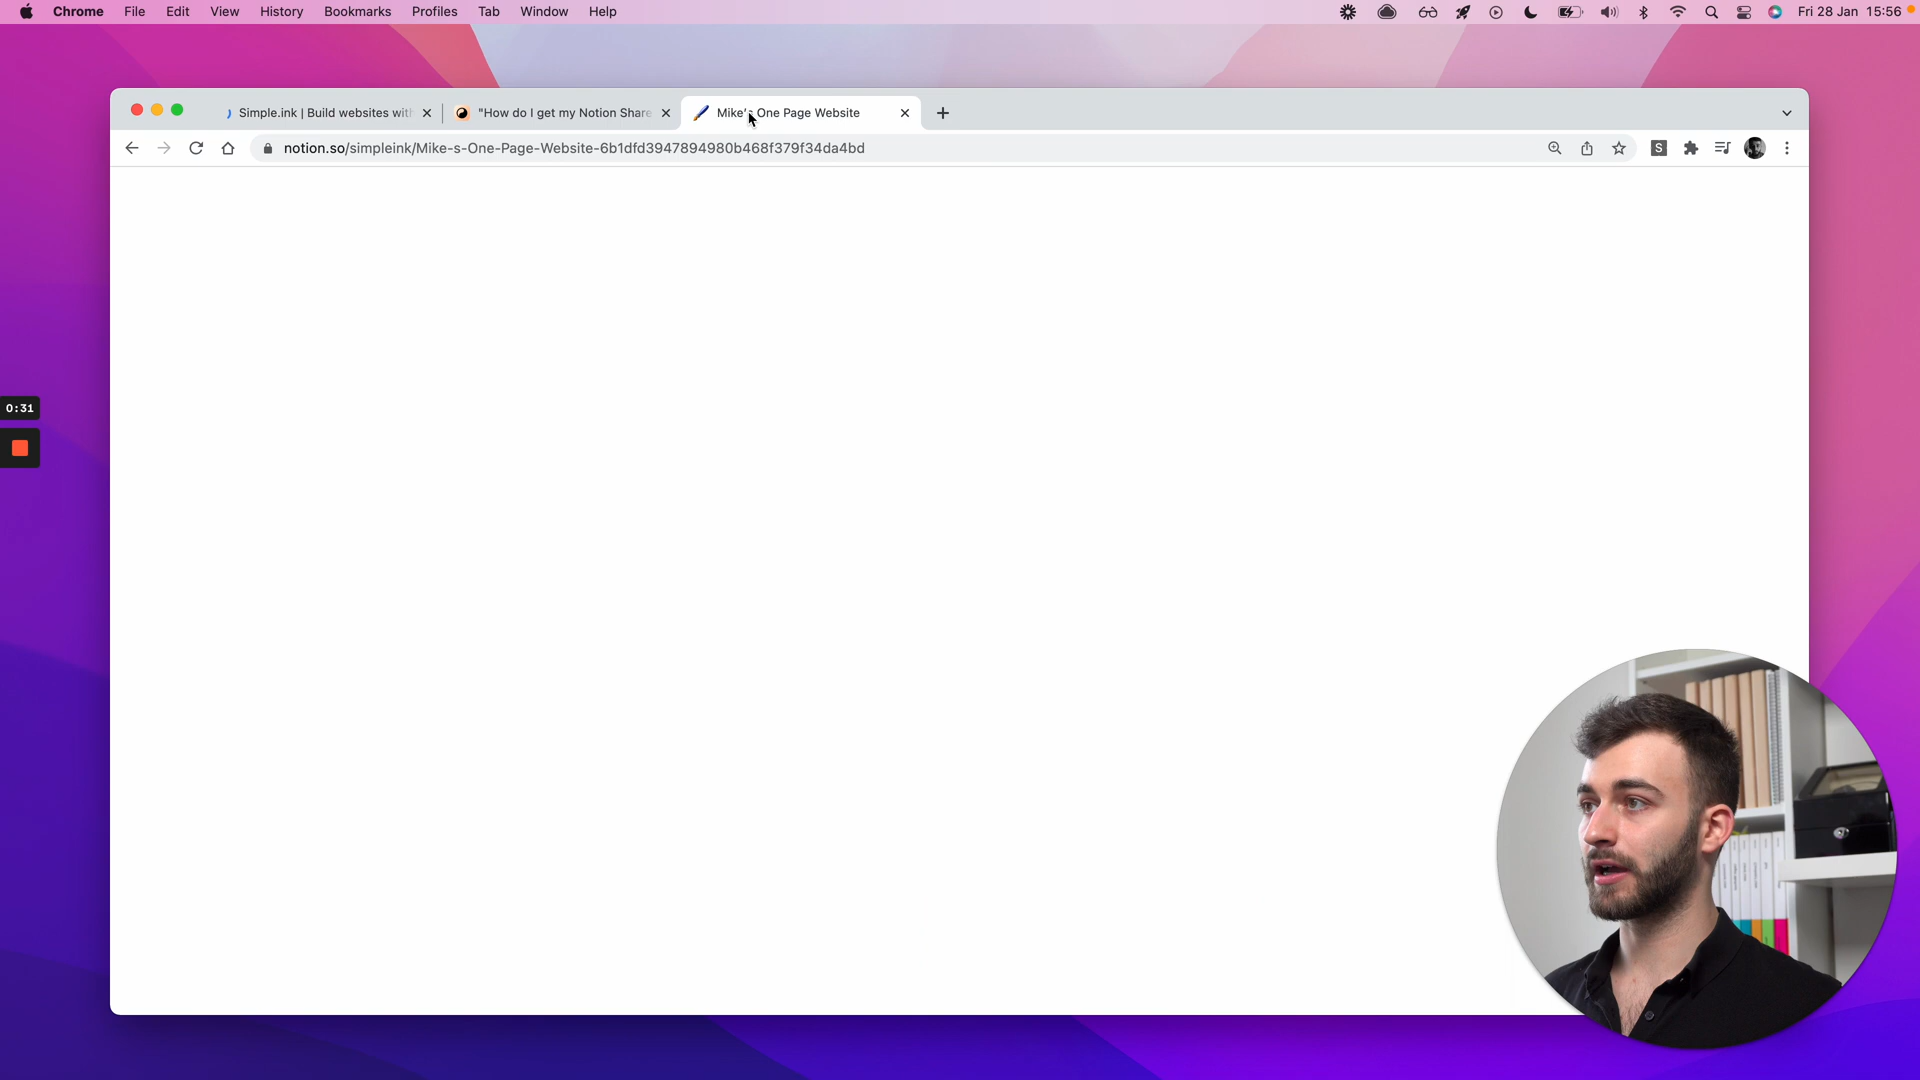 Chrome File Edit View History Bookmarks Profiles Tab Window Help Fri 28 Jan 15:56
Simple.ink | Build websites with "How do I get my Notion Share Mike's One Page Website
notion.so/simpleink/Mike-s-One-Page-Website-6b1dfd3947894980b468f379f34da4bd S
0:31